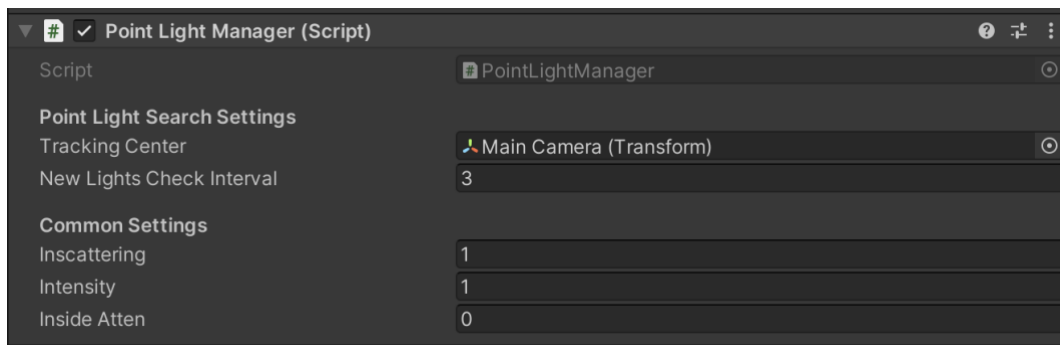 Point Light Manager (Script)
Script PointLightManager
Point Light Search Settings
Tracking Center Main Camera (Transform)
New Lights Check Interval 3
Common Settings
Inscattering 1
Intensity 1
Inside Atten 0